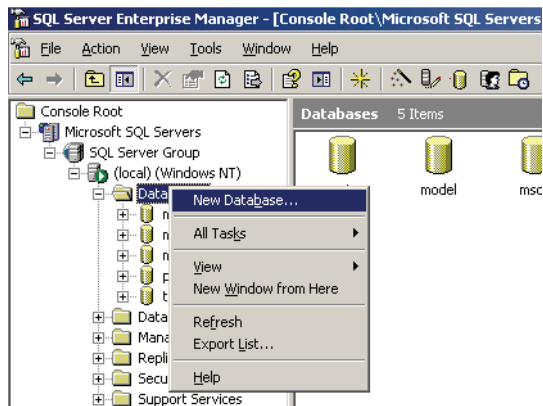 SQL Server Enterprise Manager - [Console Root\Microsoft SQL Servers
File Action View Tools Window Help
Console Root
Microsoft SQL Servers
SQL Server Group
(local) (Windows NT)
Databases 5 Items
model
New Database...
All Tasks
View
New Window from Here
Refresh
Export List...
Help
Support Services